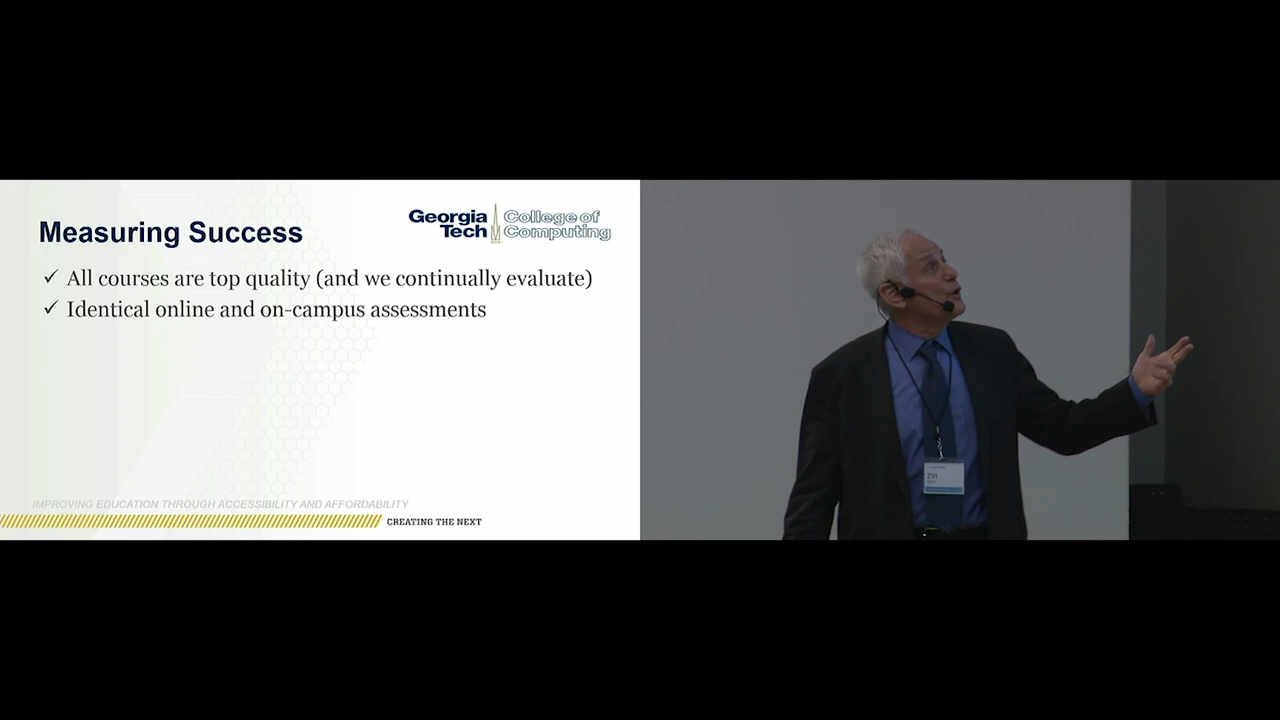 Measuring Success
Georgia
Tech
College of
Computing
✓ All courses are top quality (and we continually evaluate)
✓ Identical online and on-campus assessments
IMPROVING EDUCATION THROUGH ACCESSIBILITY AND AFFORDABILITY
CREATING THE NEXT
ZVI